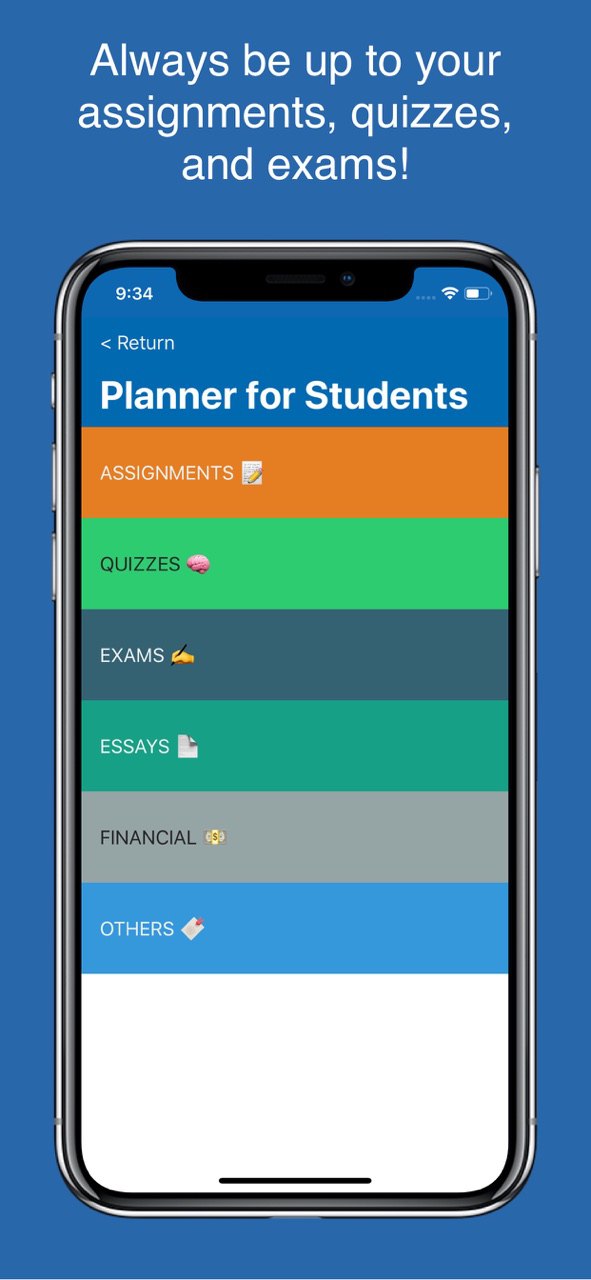 Always be up to your
assignments, quizzes,
and exams!
9:34
< Return
Planner for Students
ASSIGNMENTS 📝
QUIZZES 🧠
EXAMS ✍️
ESSAYS 📄
FINANCIAL 💵
OTHERS 🏷️